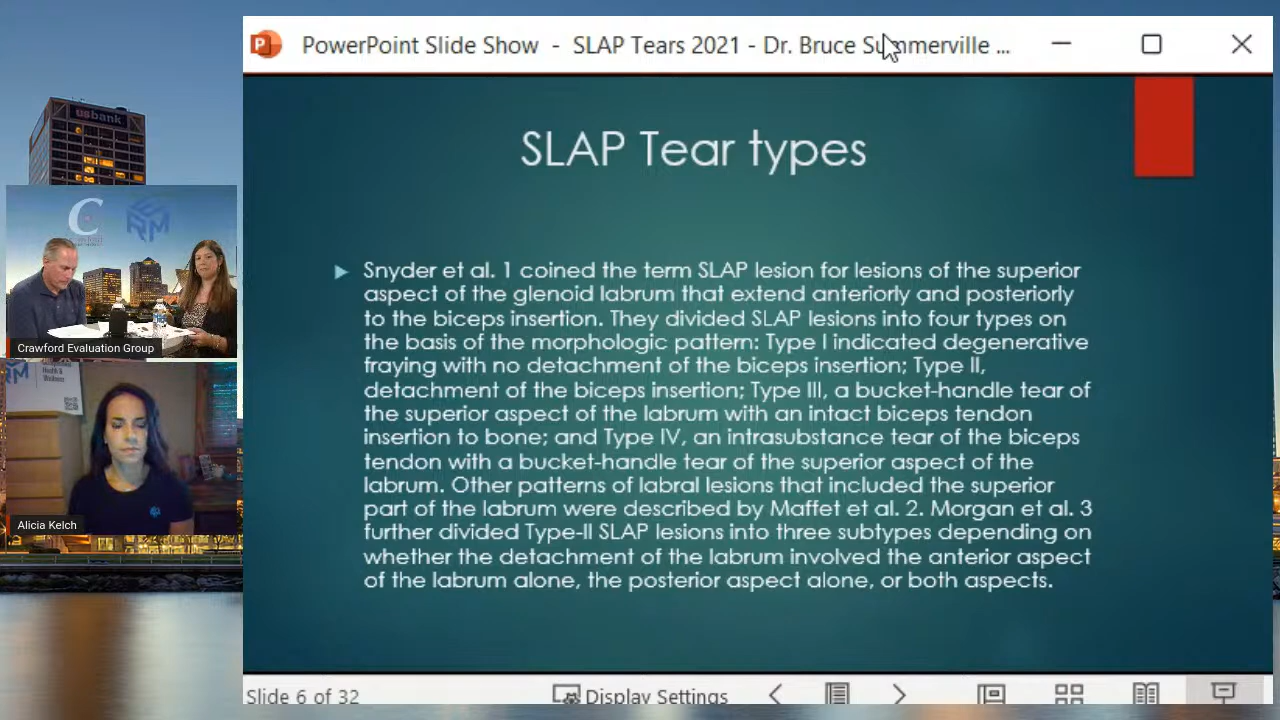 PowerPoint Slide Show - SLAP Tears 2021 - Dr. Bruce Summerville ...
usbank
SLAP Tear types
C
RM
Snyder et al. 1 coined the term SLAP lesion for lesions of the superior
aspect of the glenoid labrum that extend anteriorly and posteriorly
to the biceps insertion. They divided SLAP lesions into four types on
the basis of the morphologic pattern: Type I indicated degenerative
fraying with no detachment of the biceps insertion; Type II,
detachment of the biceps insertion; Type III, a bucket-handle tear of
the superior aspect of the labrum with an intact biceps tendon
insertion to bone; and Type IV, an intrasubstance tear of the biceps
tendon with a bucket-handle tear of the superior aspect of the
labrum. Other patterns of labral lesions that included the superior
part of the labrum were described by Maffet et al. 2. Morgan et al. 3
further divided Type-II SLAP lesions into three subtypes depending on
whether the detachment of the labrum involved the anterior aspect
of the labrum alone, the posterior aspect alone, or both aspects.
Crawford Evaluation Group
RM
Health &
Wellness
Alicia Kelch
Slide 6 of 32
Display Settings